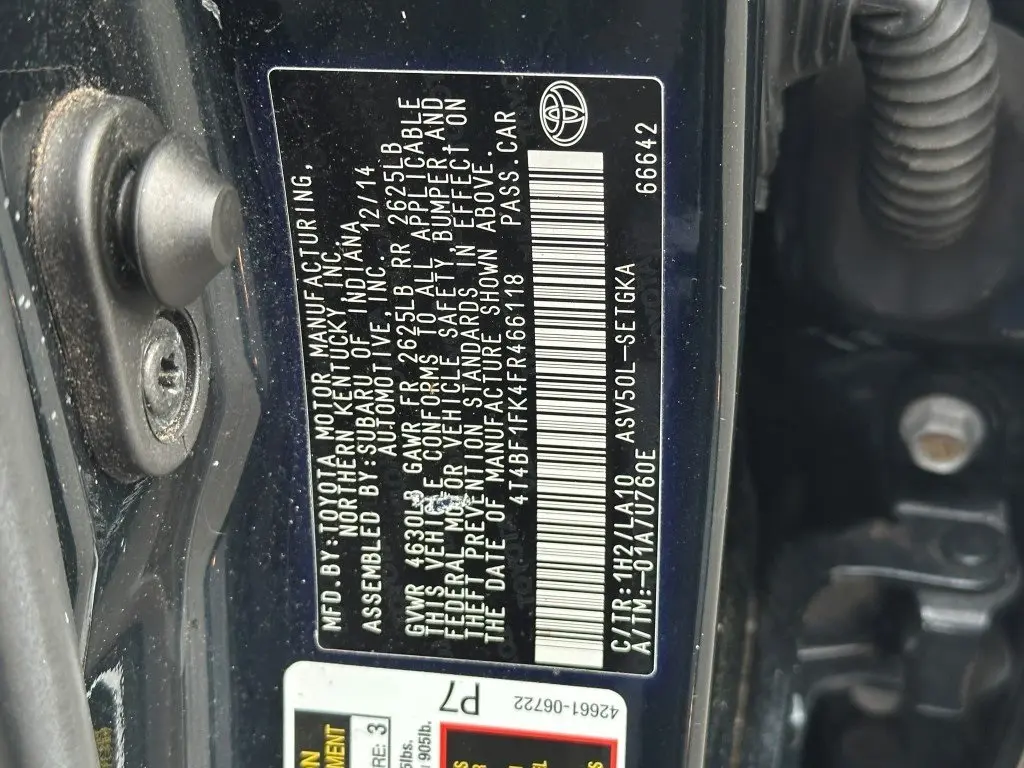 MFD.BY:TOYOTA MOTOR MANUFACTURING,
NORTHERN KENTUCKY INC.
ASSEMBLED BY:SUBARU OF INDIANA
AUTOMOTIVE,INC. 12/14
GVWR 4630LB GAWR FR 2625LB RR 2625LB
THIS VEHICLE CONFORMS TO ALL APPLICABLE
FEDERAL MOTOR VEHICLE SAFETY,BUMPER,AND
THEFT PREVENTION STANDARDS IN EFFECT ON
THE DATE OF MANUFACTURE SHOWN ABOVE.
4T4BF1FK4FR466118 PASS.CAR
C/TR:1H2/LA10 ASV50L-SETGKA
A/TM:-01A/U760E 66642
P7
42661-06722
RE: 3
905lb.